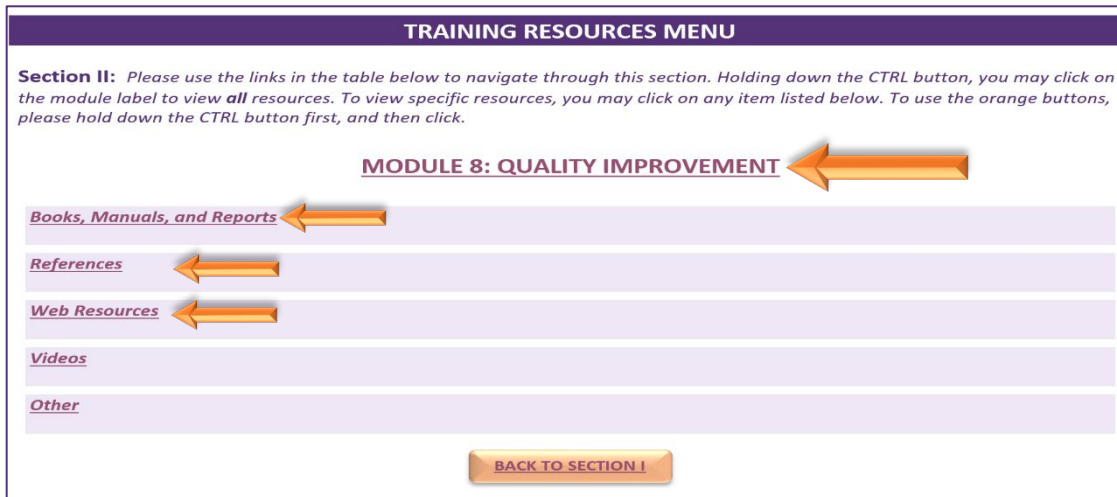 TRAINING RESOURCES MENU
Section II: Please use the links in the table below to navigate through this section. Holding down the CTRL button, you may click on
the module label to view all resources. To view specific resources, you may click on any item listed below. To use the orange buttons,
please hold down the CTRL button first, and then click.
MODULE 8: QUALITY IMPROVEMENT
Books, Manuals, and Reports
References
Web Resources
Videos
Other
BACK TO SECTION I